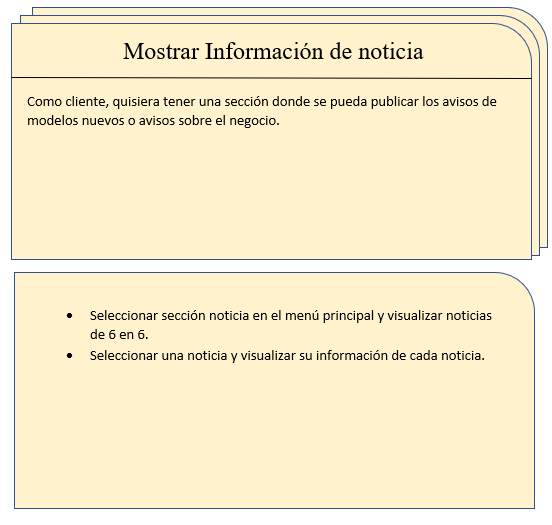 Mostrar Información de noticia
Como cliente, quisiera tener una sección donde se pueda publicar los avisos de
modelos nuevos o avisos sobre el negocio.
• Seleccionar sección noticia en el menú principal y visualizar noticias
de 6 en 6.
• Seleccionar una noticia y visualizar su información de cada noticia.